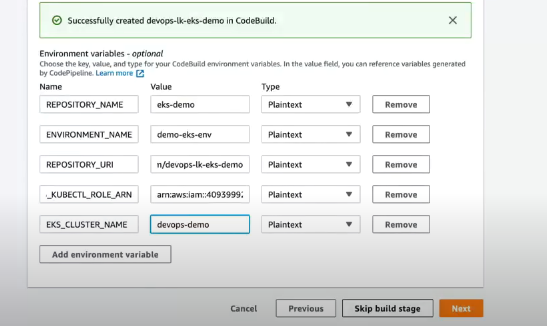 Successfully created devops-lk-eks-demo in CodeBuild.
Environment variables - optional
Choose the key, value, and type for your CodeBuild environment variables. In the value field, you can reference variables generated
by CodePipeline. Learn more
Name Value Type
REPOSITORY_NAME eks-demo Plaintext Remove
ENVIRONMENT_NAME demo-eks-env Plaintext Remove
REPOSITORY_URI n/devops-lk-eks-demo Plaintext Remove
_KUBECTL_ROLE_ARN arn:aws:iam::4093999 Plaintext Remove
EKS_CLUSTER_NAME devops-demo Plaintext Remove
Add environment variable
Cancel Previous Skip build stage Next